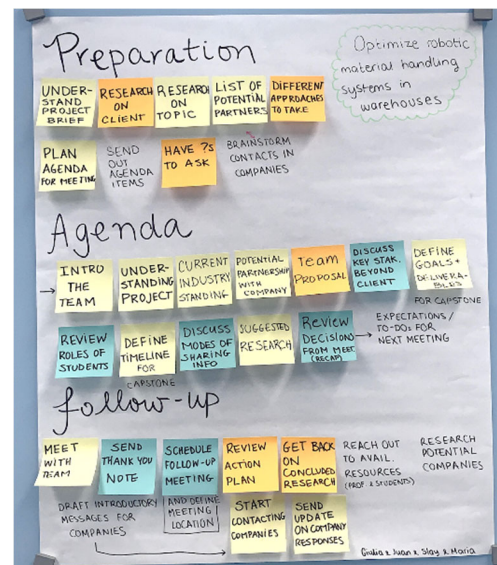 Preparation
Optimize robotic
material handling
systems in
warehouses
UNDER-
STAND PROJECT
BRIEF
RESEARCH
ON
CLIENT
RESEARCH
ON
TOPIC
LIST OF
POTENTIAL
PARTNERS
DIFFERENT
APPROACHES
TO TAKE
PLAN
AGENDA
FOR MEETING
SEND
OUT
AGENDA
ITEMS
HAVE ?S
TO ASK
BRAINSTORM
CONTACTS IN
COMPANIES
Agenda
INTRO
THE
TEAM
UNDER-
STANDING
PROJECT
CURRENT
INDUSTRY
STANDING
POTENTIAL
PARTNERSHIP
WITH COMPANY
Team
PROPOSAL
DISCUSS
KEY STAK.
BEYOND
CLIENT
DEFINE
GOALS +
DELIVERA-
BLES
FOR CAPSTONE
REVIEW
ROLES OF
STUDENTS
DEFINE
TIMELINE
FOR
CAPSTONE
DISCUSS
MODES OF
SHARING
INFO
SUGGESTED
RESEARCH
Review
DECISIONS
FROM MEET
(RECAP)
EXPECTATIONS /
TO-DOs FOR
NEXT MEETING
follow-up
MEET
WITH
TEAM
SEND
THANK YOU
NOTE
SCHEDULE
FOLLOW-UP
MEETING
AND DEFINE
MEETING
LOCATION
REVIEW
ACTION
PLAN
GET BACK
ON
CONCLUDED
RESEARCH
REACH OUT
TO AVAIL.
RESOURCES
(PROF. & STUDENTS)
RESEARCH
POTENTIAL
COMPANIES
DRAFT INTRODUCTORY
MESSAGES FOR
COMPANIES
START
CONTACTING
COMPANIES
SEND
UPDATE
ON COMPANY
RESPONSES
Giulia x Juan x Slay x Maria